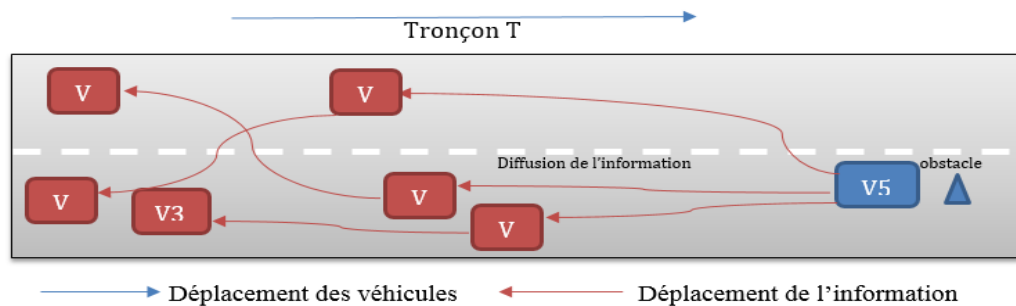 Tronçon T
V
V
Diffusion de l'information
obstacle
V
V3
V
V
V5
Déplacement des véhicules
Déplacement de l'information